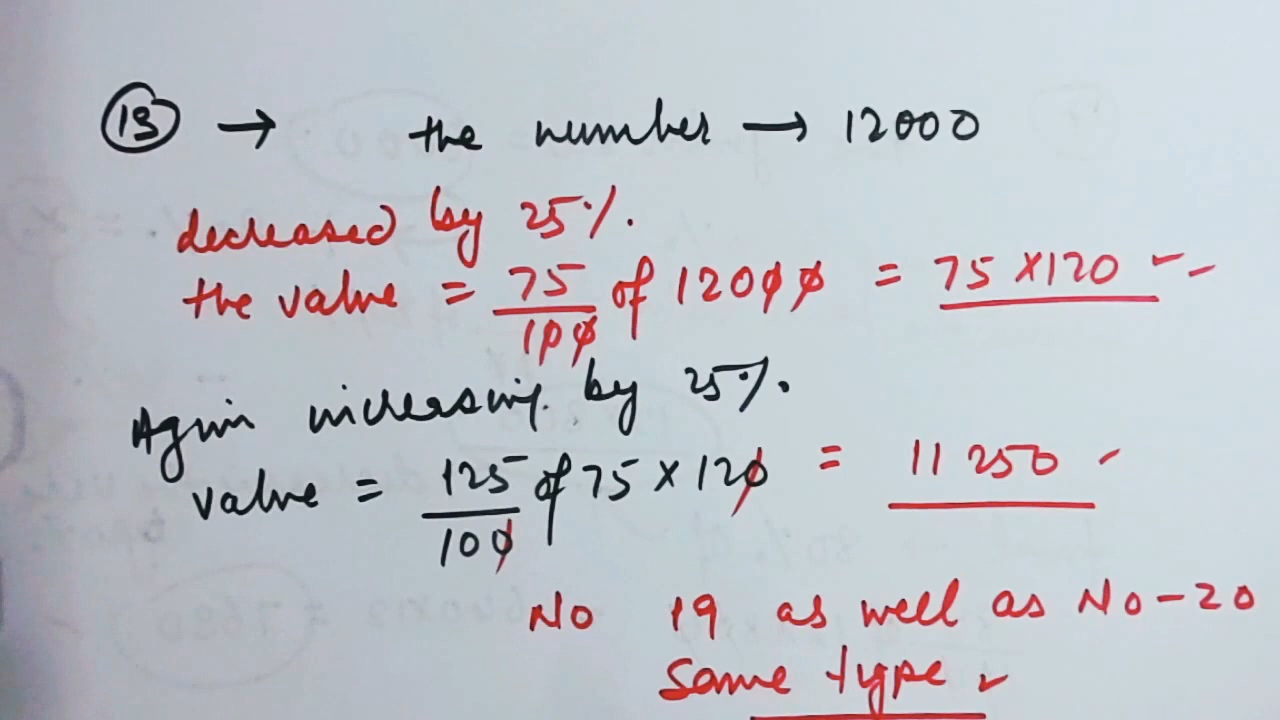 13 → the number → 12000
decreased by 25%.
the value = 75/100 of 12000 = 75 × 120
Again increasing by 25%.
value = 125/100 of 75 × 120 = 11250
No 19 as well as No-20
Same type